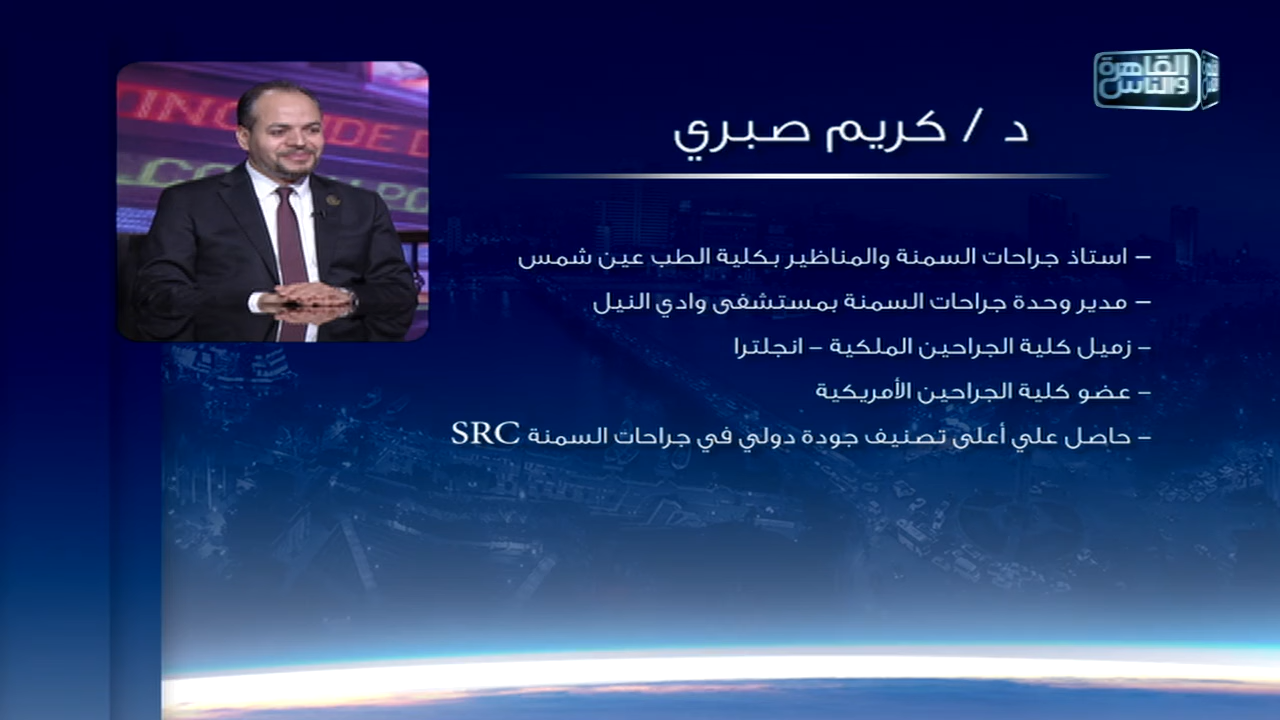 القاهرة
والناس
د / كريم صبري
- استاذ جراحات السمنة والمناظير بكلية الطب عين شمس
- مدير وحدة جراحات السمنة بمستشفى وادي النيل
- زميل كلية الجراحين الملكية - انجلترا
- عضو كلية الجراحين الأمريكية
- حاصل علي أعلى تصنيف جودة دولي في جراحات السمنة SRC